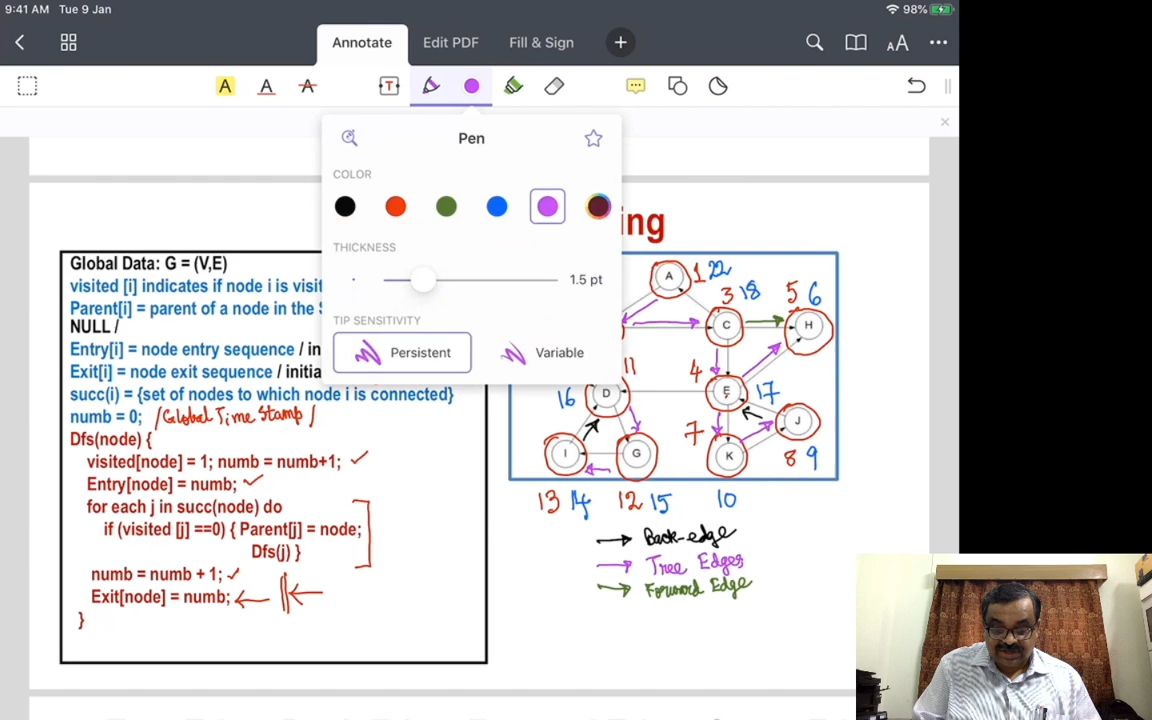 9:41 AM Tue 9 Jan
98%
Annotate Edit PDF Fill & Sign
AA
A A A T
Pen
COLOR
THICKNESS
1.5 pt
TIP SENSITIVITY
Persistent Variable
ing
Global Data: G = (V,E)
visited [i] indicates if node i is visit
Parent[i] = parent of a node in the
NULL /
Entry[i] = node entry sequence / in
Exit[i] = node exit sequence / initia
succ(i) = {set of nodes to which node i is connected}
numb = 0; /Global Time Stamp/
Dfs(node) {
visited[node] = 1; numb = numb+1;
Entry[node] = numb;
for each j in succ(node) do
if (visited [j] ==0) { Parent[j] = node;
Dfs(j) }
numb = numb + 1;
Exit[node] = numb;
}
A 1 22
3 18 5 6
C H
11 4
16 D E 17
7 J
I G K 8 9
13 14 12 15 10
Back-edge
Tree Edges
Forward Edge